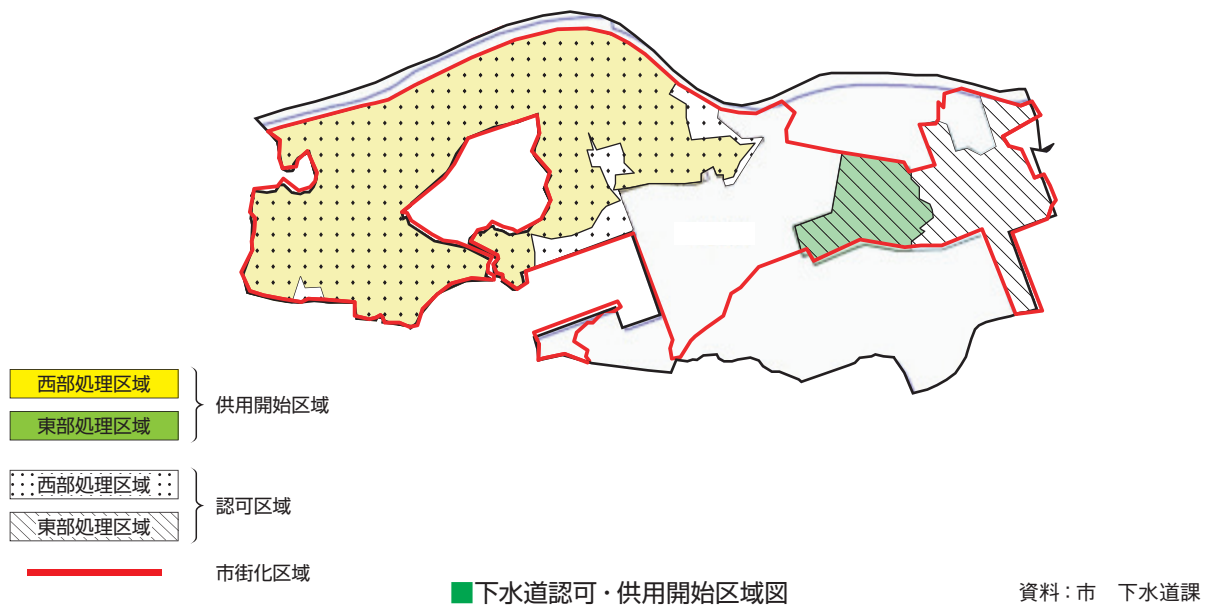 西部処理区域
東部処理区域
供用開始区域
西部処理区域
東部処理区域
認可区域
市街化区域
■下水道認可・供用開始区域図
資料：市　下水道課